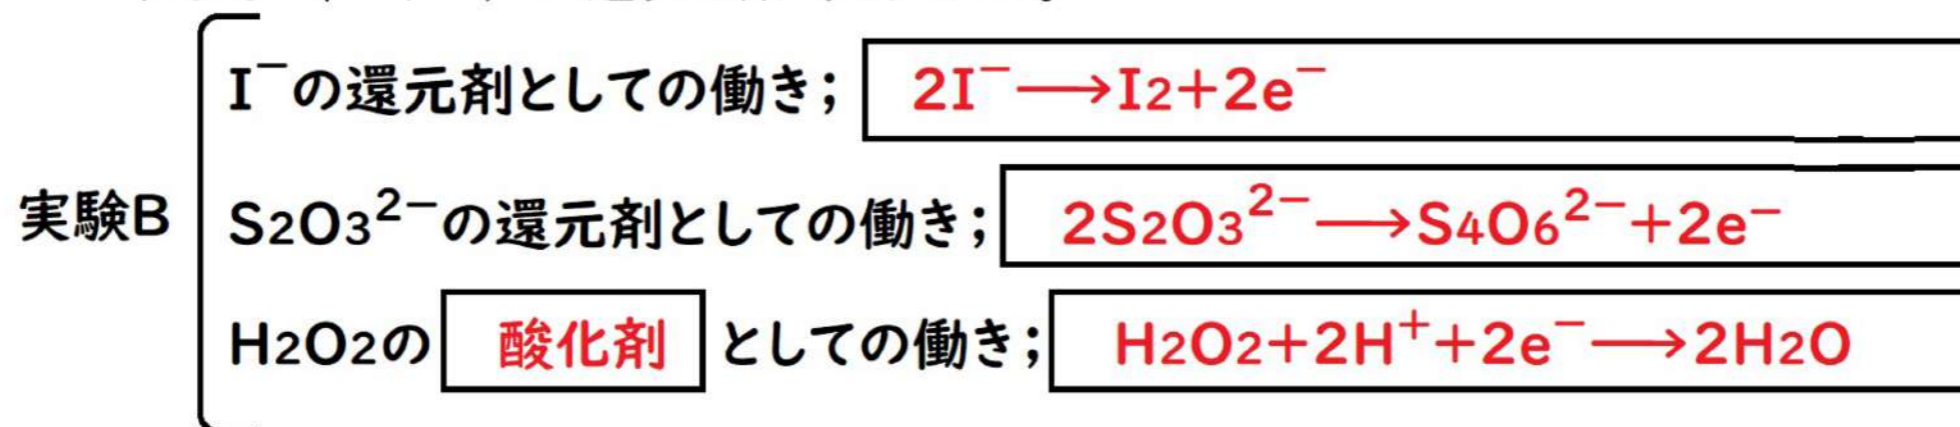 I⁻の還元剤としての働き; 2I⁻⟶I2+2e⁻
実験B
S2O3²⁻の還元剤としての働き; 2S2O3²⁻⟶S4O6²⁻+2e⁻
H2O2の 酸化剤 としての働き; H2O2+2H⁺+2e⁻⟶2H2O